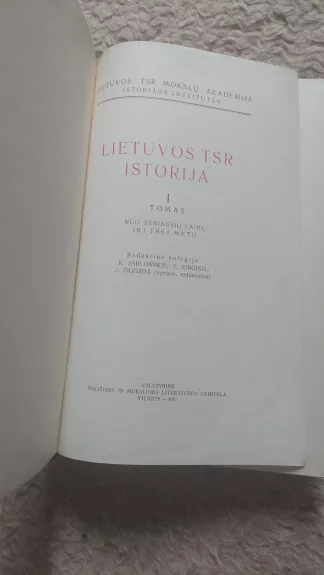 LIETUVOS TSR MOKSLŲ AKADEMIJA
ISTORIJOS INSTITUTAS
LIETUVOS TSR
ISTORIJA
I
TOMAS
NUO SENIAUSIŲ LAIKŲ
IKI 1861 METŲ
Redakcinė kolegija:
K. JABLONSKIS, J. JURGINIS,
J. ŽIUGŽDA (vyriaus. redaktorius)
VALSTYBINĖ
POLITINĖS IR MOKSLINĖS LITERATŪROS LEIDYKLA
VILNIUS — 1957